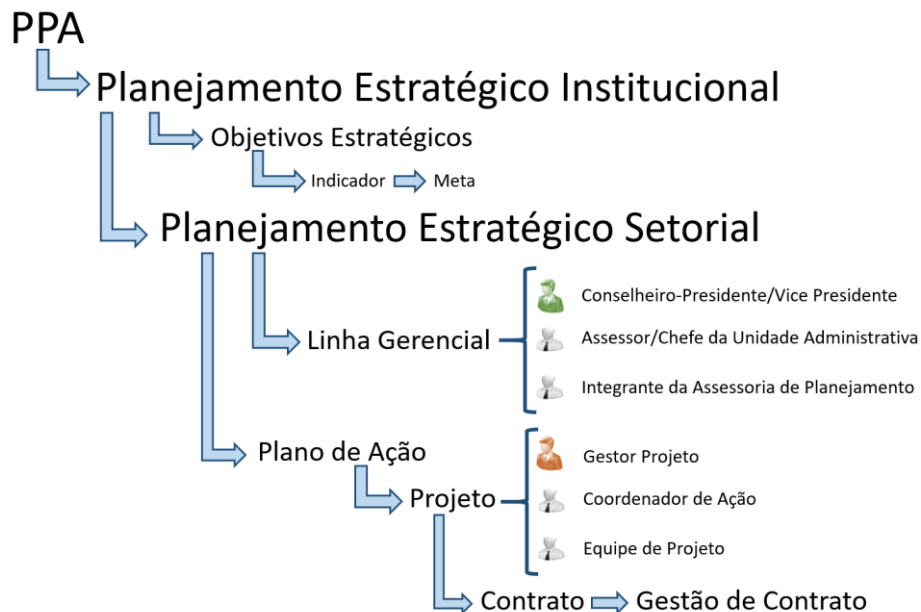 PPA
Planejamento Estratégico Institucional
Objetivos Estratégicos
Indicador Meta
Planejamento Estratégico Setorial
Linha Gerencial
Conselheiro-Presidente/Vice Presidente
Assessor/Chefe da Unidade Administrativa
Integrante da Assessoria de Planejamento
Plano de Ação
Projeto
Gestor Projeto
Coordenador de Ação
Equipe de Projeto
Contrato Gestão de Contrato